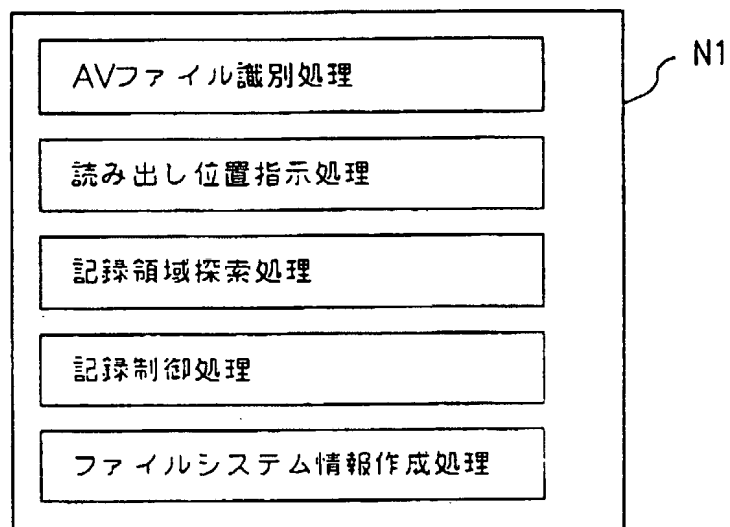 AVファイル識別処理
N1
読み出し位置指示処理
記録領域探索処理
記録制御処理
ファイルシステム情報作成処理